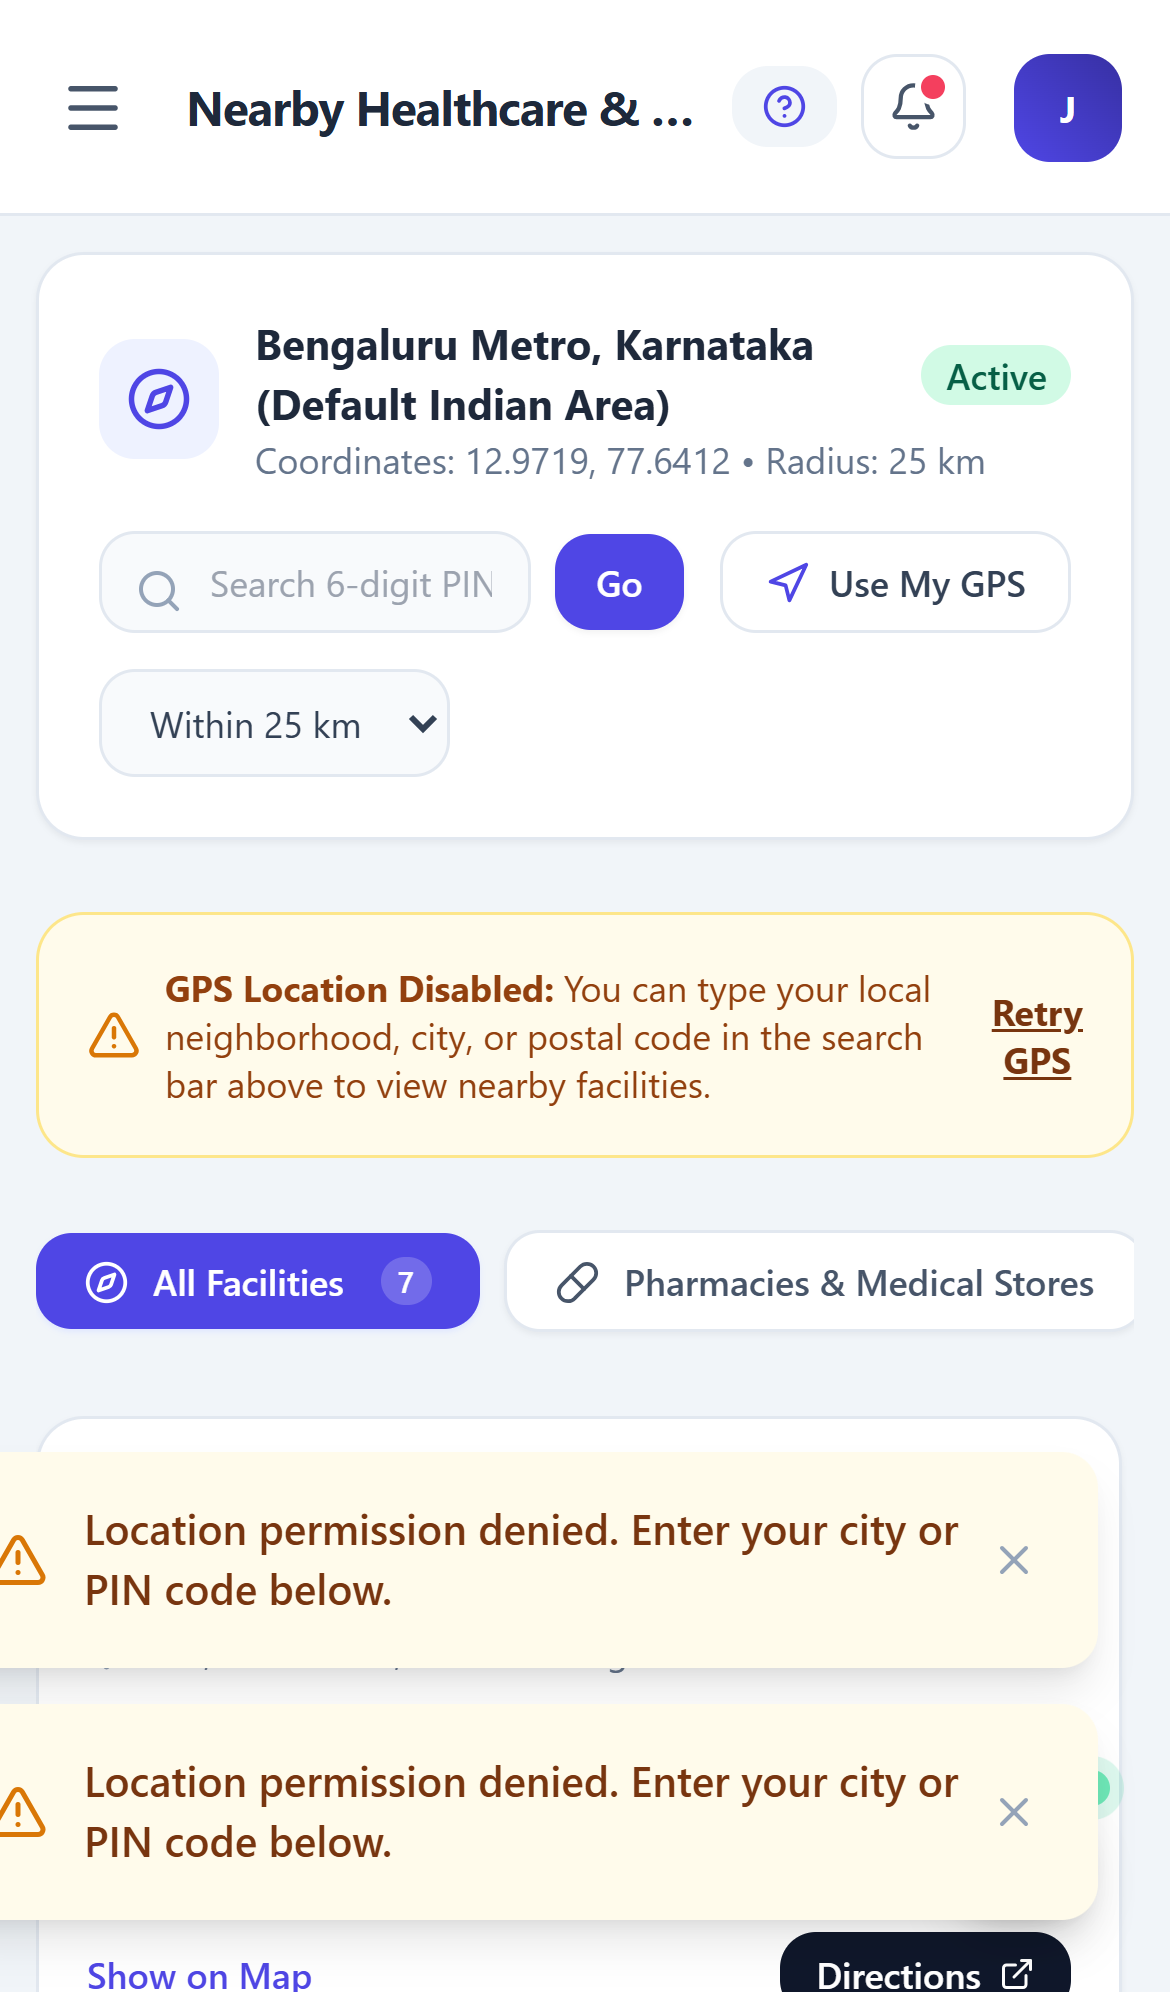 Nearby Healthcare & ...
J
Bengaluru Metro, Karnataka
(Default Indian Area)
Active
Coordinates: 12.9719, 77.6412 • Radius: 25 km
Search 6-digit PIN
Go
Use My GPS
Within 25 km
GPS Location Disabled: You can type your local
neighborhood, city, or postal code in the search
bar above to view nearby facilities.
Retry
GPS
All Facilities 7
Pharmacies & Medical Stores
Location permission denied. Enter your city or
PIN code below.
Location permission denied. Enter your city or
PIN code below.
Show on Map
Directions